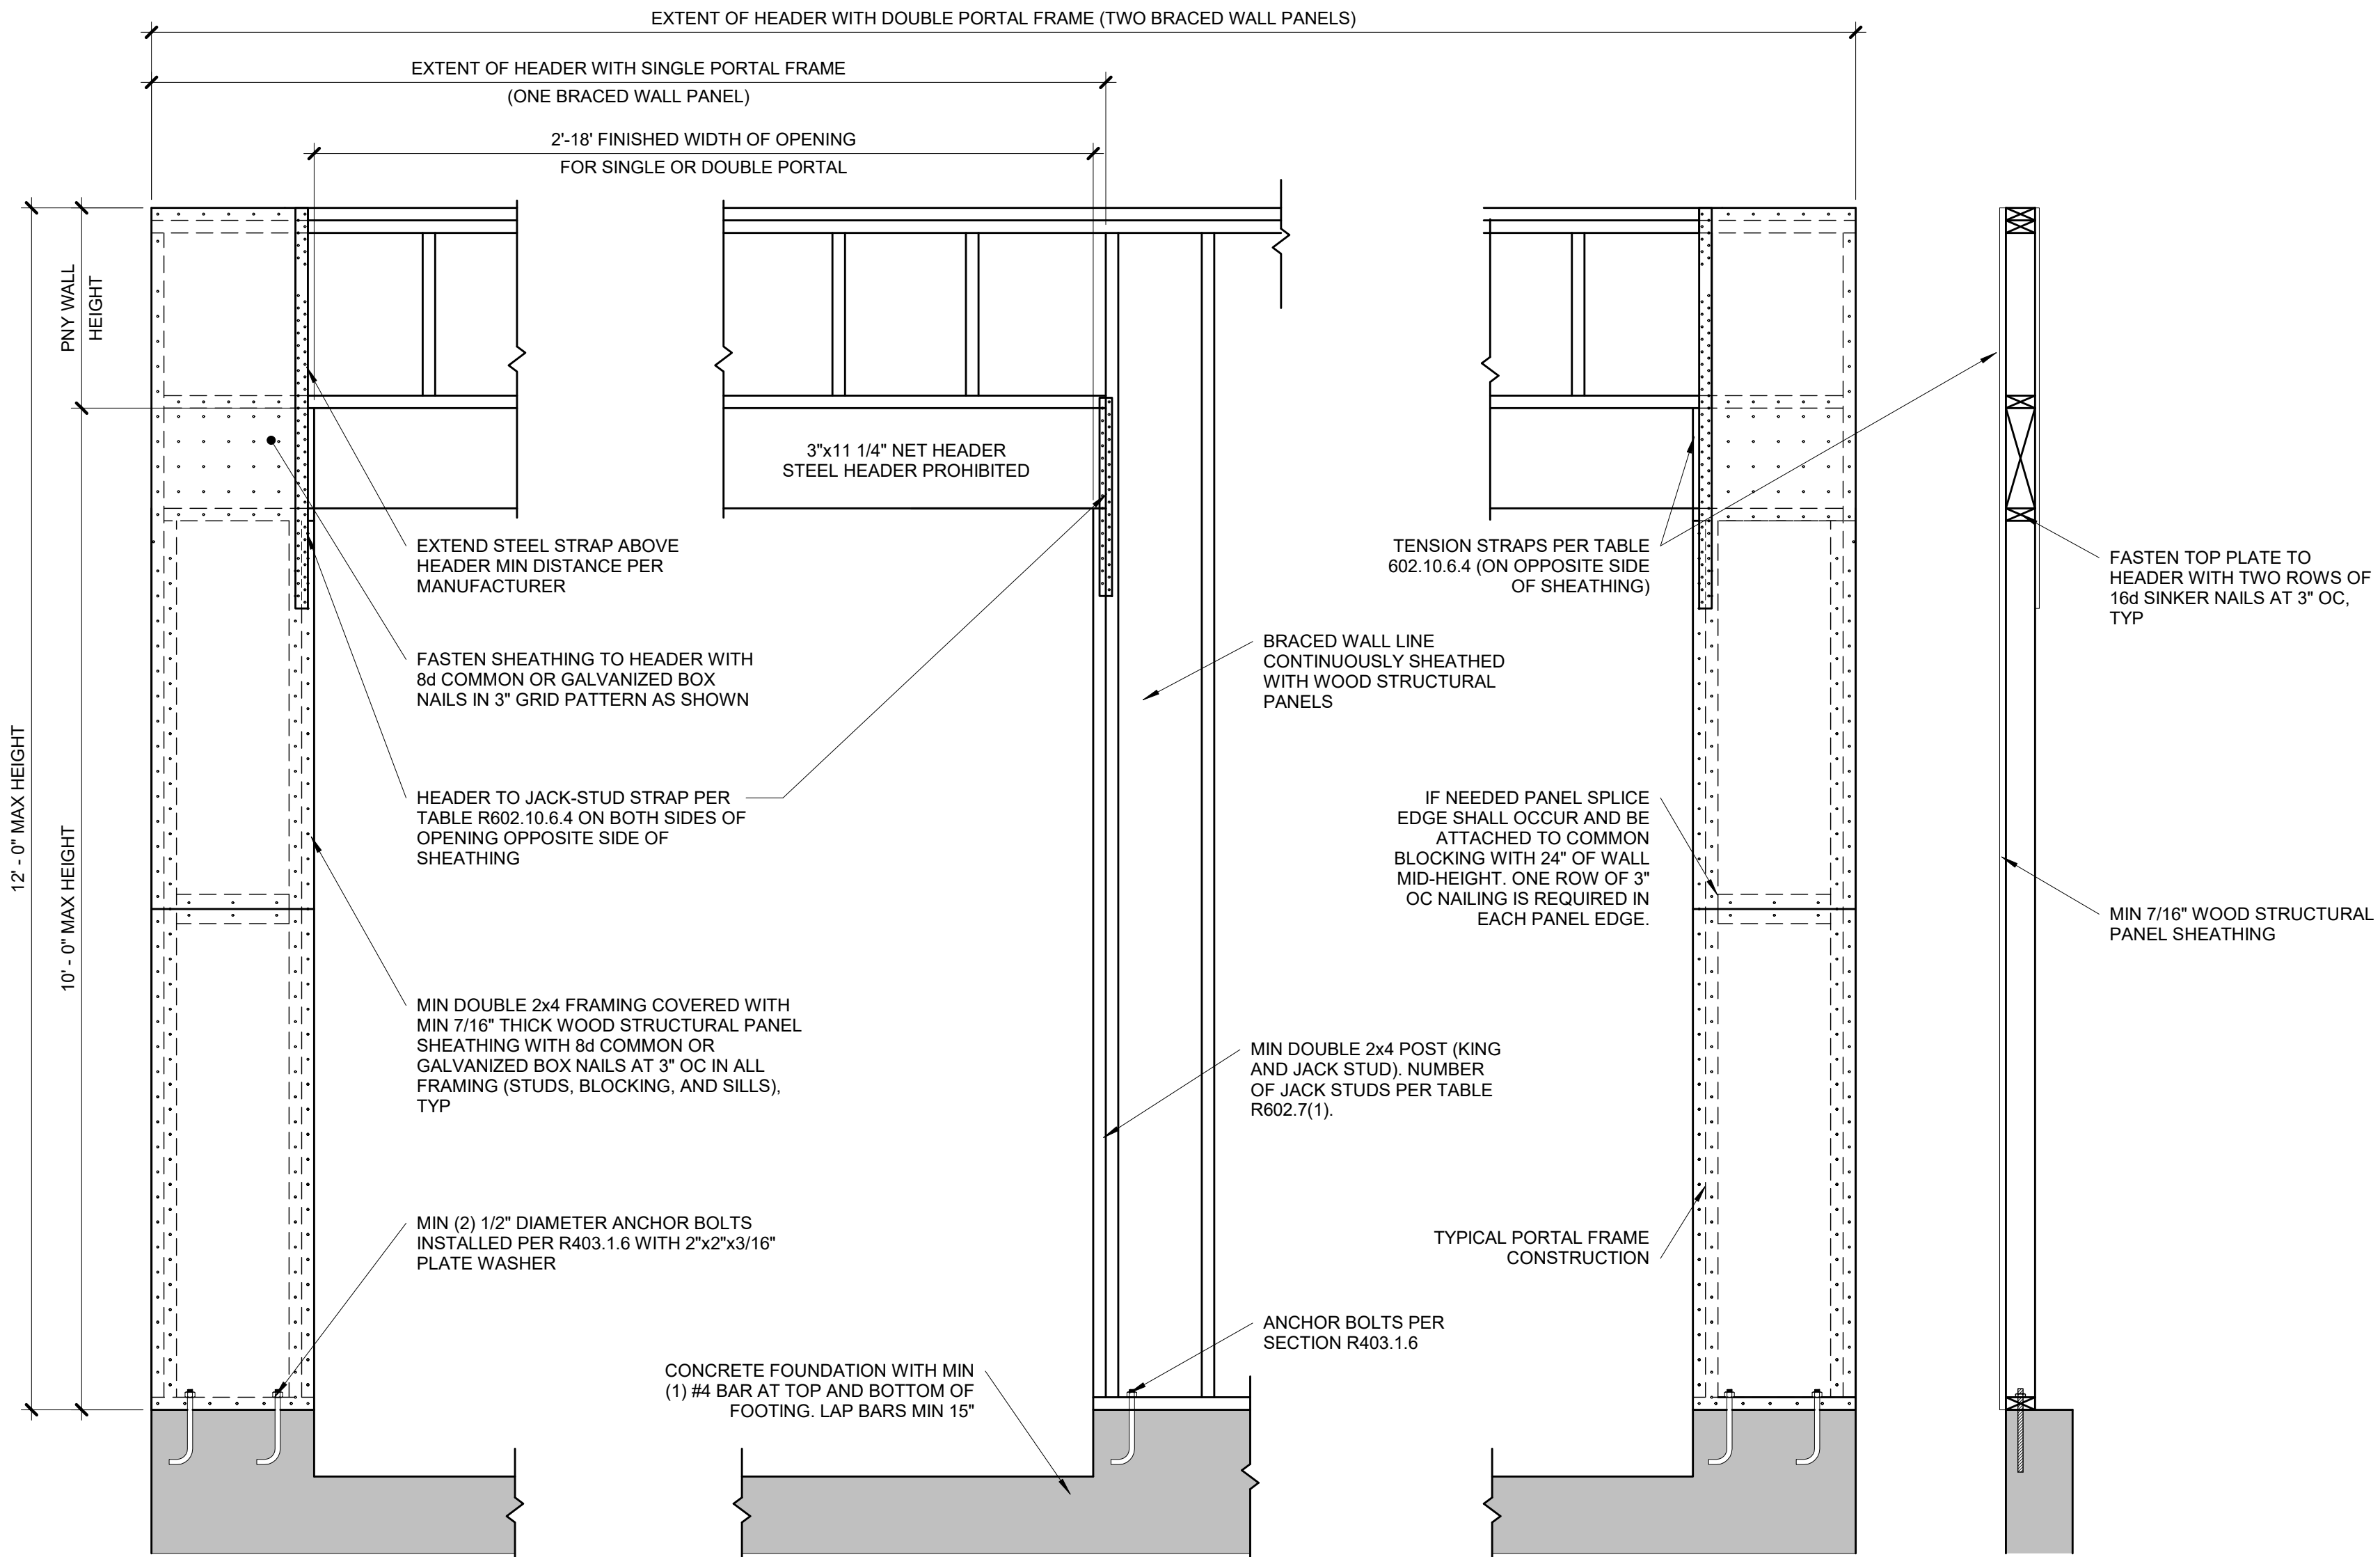 EXTENT OF HEADER WITH DOUBLE PORTAL FRAME (TWO BRACED WALL PANELS)
EXTENT OF HEADER WITH SINGLE PORTAL FRAME
(ONE BRACED WALL PANEL)
2'-18' FINISHED WIDTH OF OPENING
FOR SINGLE OR DOUBLE PORTAL
PNY WALL
HEIGHT
12' - 0" MAX HEIGHT
10' - 0" MAX HEIGHT
3"x11 1/4" NET HEADER
STEEL HEADER PROHIBITED
EXTEND STEEL STRAP ABOVE
HEADER MIN DISTANCE PER
MANUFACTURER
FASTEN SHEATHING TO HEADER WITH
8d COMMON OR GALVANIZED BOX
NAILS IN 3" GRID PATTERN AS SHOWN
HEADER TO JACK-STUD STRAP PER
TABLE R602.10.6.4 ON BOTH SIDES OF
OPENING OPPOSITE SIDE OF
SHEATHING
MIN DOUBLE 2x4 FRAMING COVERED WITH
MIN 7/16" THICK WOOD STRUCTURAL PANEL
SHEATHING WITH 8d COMMON OR
GALVANIZED BOX NAILS AT 3" OC IN ALL
FRAMING (STUDS, BLOCKING, AND SILLS),
TYP
MIN (2) 1/2" DIAMETER ANCHOR BOLTS
INSTALLED PER R403.1.6 WITH 2"x2"x3/16"
PLATE WASHER
CONCRETE FOUNDATION WITH MIN
(1) #4 BAR AT TOP AND BOTTOM OF
FOOTING. LAP BARS MIN 15"
BRACED WALL LINE
CONTINUOUSLY SHEATHED
WITH WOOD STRUCTURAL
PANELS
MIN DOUBLE 2x4 POST (KING
AND JACK STUD). NUMBER
OF JACK STUDS PER TABLE
R602.7(1).
ANCHOR BOLTS PER
SECTION R403.1.6
TENSION STRAPS PER TABLE
602.10.6.4 (ON OPPOSITE SIDE
OF SHEATHING)
IF NEEDED PANEL SPLICE
EDGE SHALL OCCUR AND BE
ATTACHED TO COMMON
BLOCKING WITH 24" OF WALL
MID-HEIGHT. ONE ROW OF 3"
OC NAILING IS REQUIRED IN
EACH PANEL EDGE.
TYPICAL PORTAL FRAME
CONSTRUCTION
FASTEN TOP PLATE TO
HEADER WITH TWO ROWS OF
16d SINKER NAILS AT 3" OC,
TYP
MIN 7/16" WOOD STRUCTURAL
PANEL SHEATHING